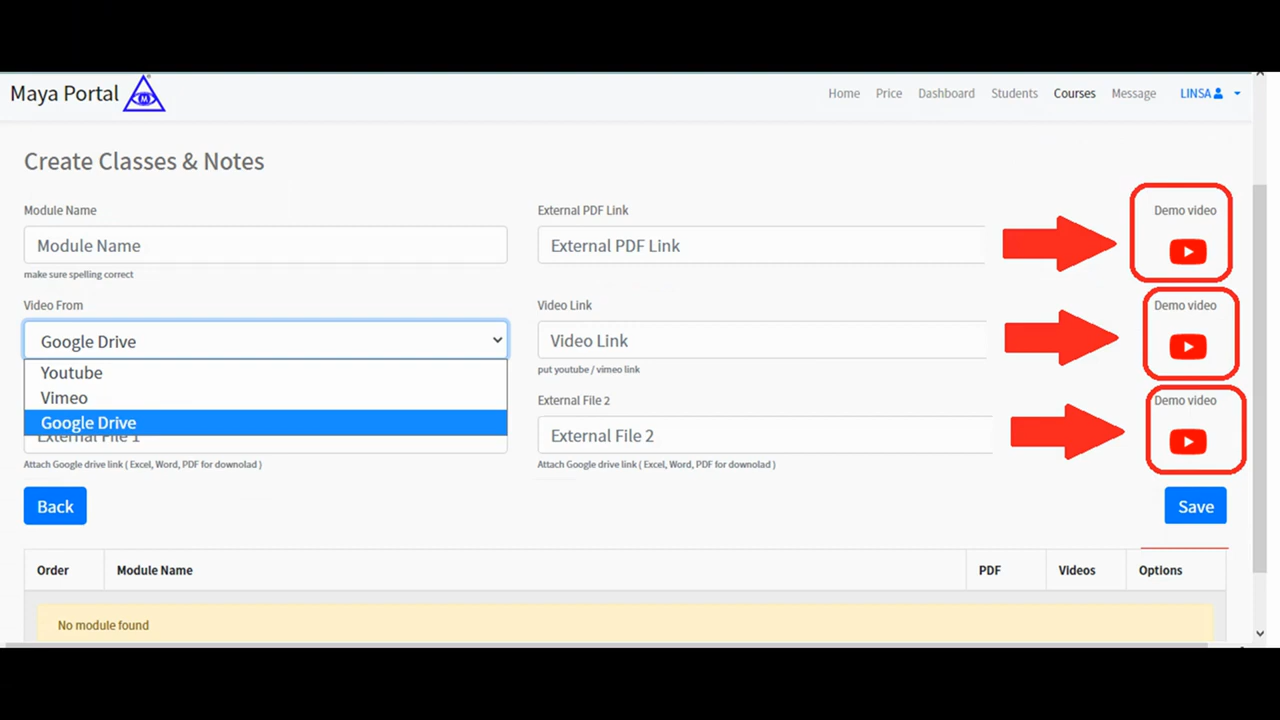 Maya Portal
M
Home Price Dashboard Students Courses Message LINSA
Create Classes & Notes
Module Name External PDF Link Demo video
Module Name External PDF Link
make sure spelling correct
Video From Video Link Demo video
Google Drive Video Link
put youtube / vimeo link
Youtube
Vimeo
External File 2 Demo video
Google Drive
External File 1 External File 2
Attach Google drive link ( Excel, Word, PDF for downolad ) Attach Google drive link ( Excel, Word, PDF for downolad )
Back Save
Order Module Name PDF Videos Options
No module found